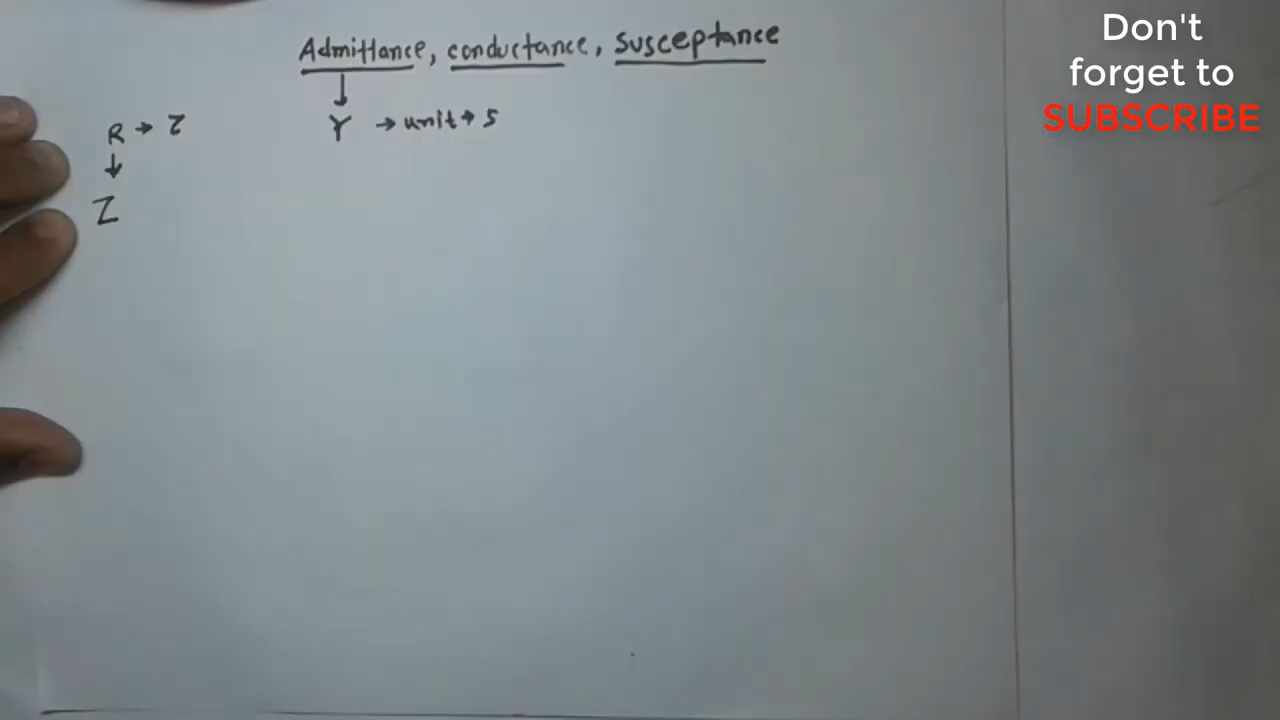 Admittance, conductance, susceptance
Y → unit → S
R →
↓
Z
Don't
forget to
SUBSCRIBE